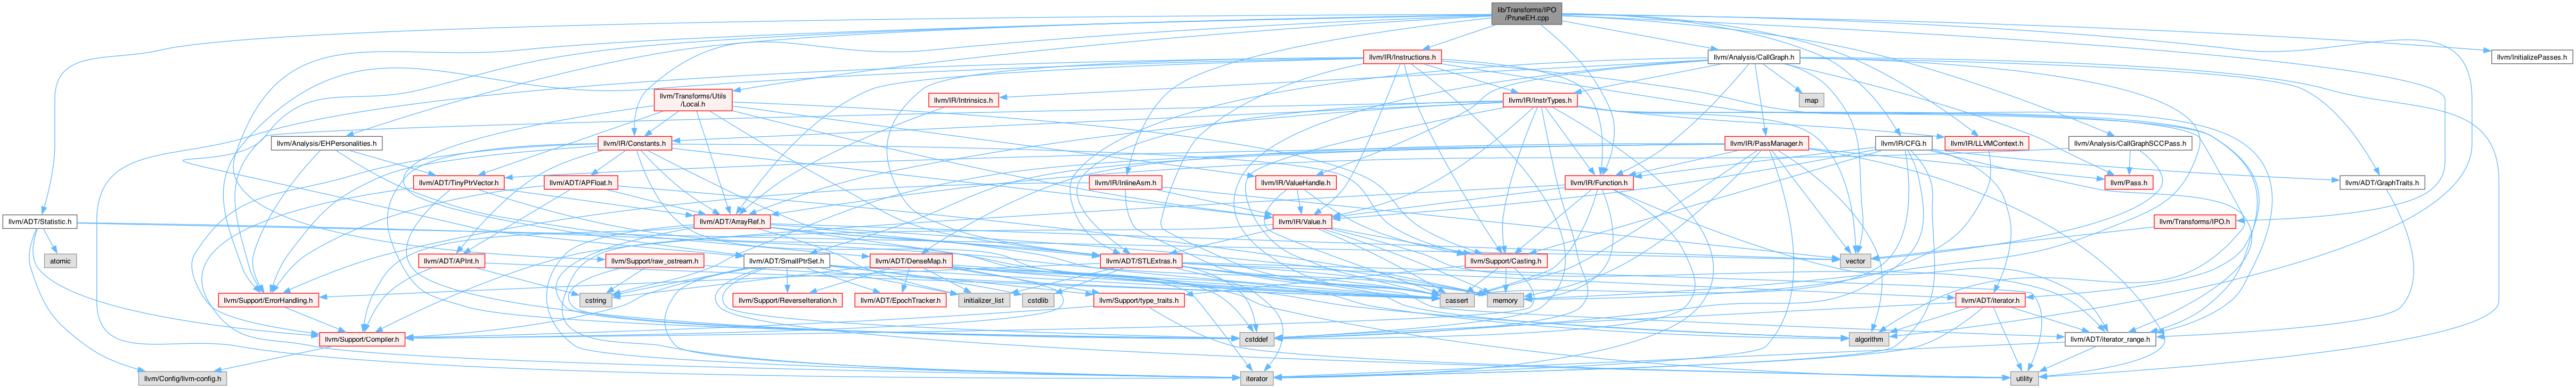 lib/Transforms/IPO
/PruneEH.cpp
llvm/IR/Instructions.h
llvm/Analysis/CallGraph.h
llvm/InitializePasses.h
llvm/Transforms/Utils
/Local.h
llvm/IR/Intrinsics.h
llvm/IR/InstrTypes.h
map
llvm/Analysis/EHPersonalities.h
llvm/IR/Constants.h
llvm/IR/PassManager.h
llvm/IR/CFG.h
llvm/IR/LLVMContext.h
llvm/Analysis/CallGraphSCCPass.h
llvm/ADT/TinyPtrVector.h
llvm/ADT/APFloat.h
llvm/IR/InlineAsm.h
llvm/IR/ValueHandle.h
llvm/IR/Function.h
llvm/Pass.h
llvm/ADT/GraphTraits.h
llvm/ADT/Statistic.h
llvm/ADT/ArrayRef.h
llvm/IR/Value.h
llvm/Transforms/IPO.h
atomic
llvm/ADT/APInt.h
llvm/Support/raw_ostream.h
llvm/ADT/SmallPtrSet.h
llvm/ADT/DenseMap.h
llvm/ADT/STLExtras.h
llvm/Support/Casting.h
vector
llvm/Support/ErrorHandling.h
cstring
llvm/Support/ReverseIteration.h
llvm/ADT/EpochTracker.h
initializer_list
cstdlib
llvm/Support/type_traits.h
cassert
memory
llvm/ADT/iterator.h
llvm/Support/Compiler.h
cstddef
algorithm
llvm/ADT/iterator_range.h
llvm/Config/llvm-config.h
iterator
utility